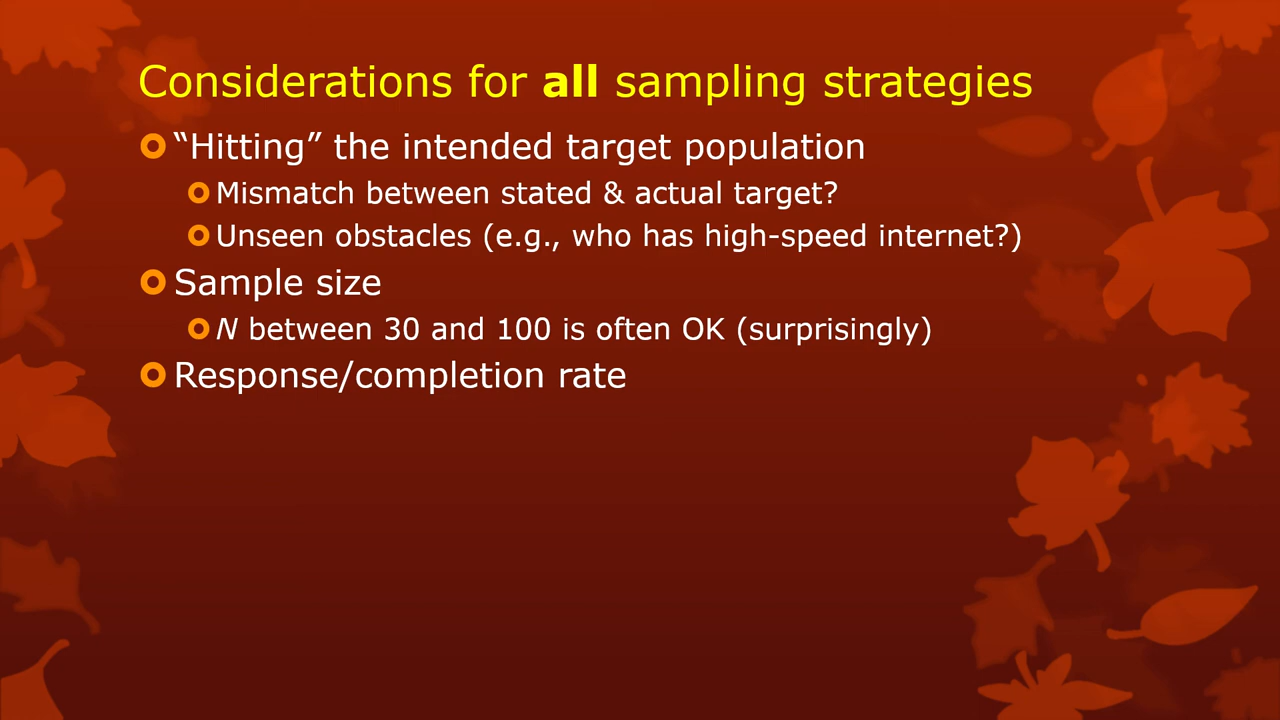 Considerations for all sampling strategies
“Hitting” the intended target population
Mismatch between stated & actual target?
Unseen obstacles (e.g., who has high-speed internet?)
Sample size
N between 30 and 100 is often OK (surprisingly)
Response/completion rate